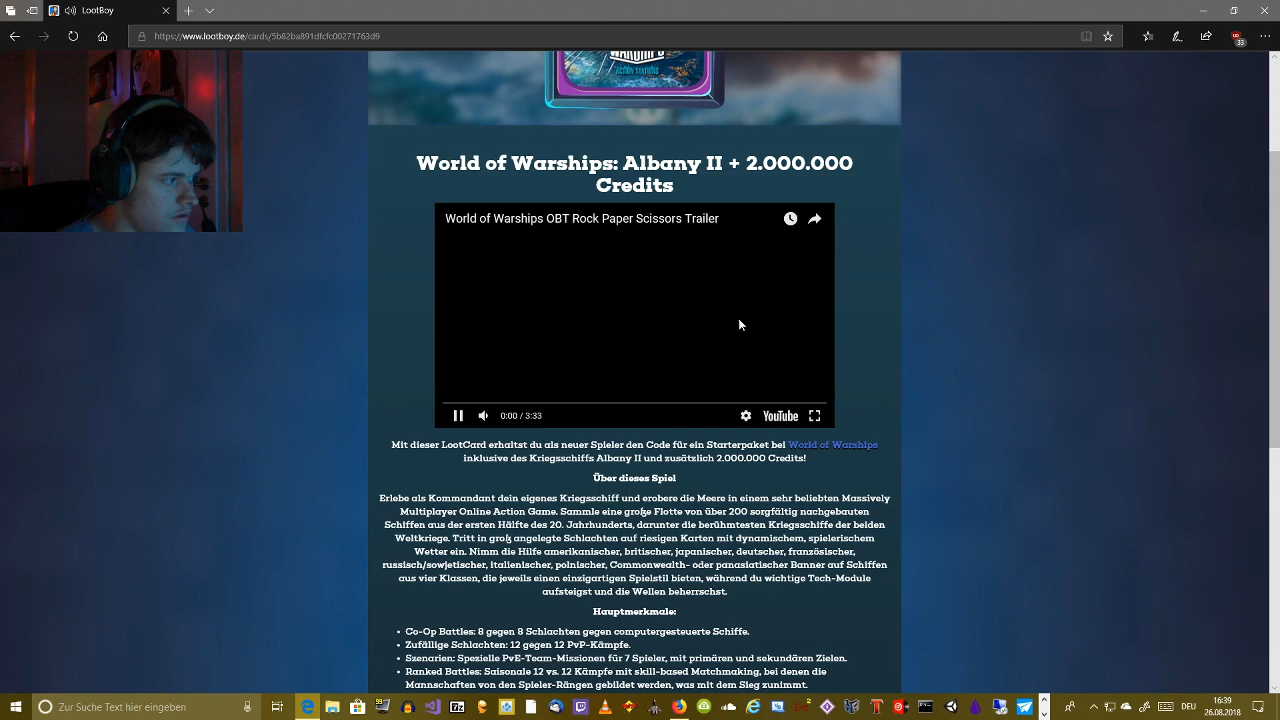 LootBoy
https://www.lootboy.de/cards/5b82ba891dfcfc00271763d9
33
WARSHIPS
ACTION STATIONS
World of Warships: Albany II + 2.000.000
Credits
World of Warships OBT Rock Paper Scissors Trailer
0:00 / 3:33
YouTube
Mit dieser LootCard erhaltst du als neuer Spieler den Code für ein Starterpaket bei World of Warships
inklusive des Kriegsschiffs Albany II und zusätzlich 2.000.000 Credits!
Über dieses Spiel
Erlebe als Kommandant dein eigenes Kriegsschiff und erobere die Meere in einem sehr beliebten Massively
Multiplayer Online Action Game. Sammle eine große Flotte von über 200 sorgfältig nachgebauten
Schiffen aus der ersten Hälfte des 20. Jahrhunderts, darunter die berühmtesten Kriegsschiffe der beiden
Weltkriege. Tritt in groß angelegte Schlachten auf riesigen Karten mit dynamischem, spielerischem
Wetter ein. Nimm die Hilfe amerikanischer, britischer, japanischer, deutscher, französischer,
russisch/sowjetischer, italienischer, polnischer, Commonwealth- oder panasiatischer Banner auf Schiffen
aus vier Klassen, die jeweils einen einzigartigen Spielstil bieten, während du wichtige Tech-Module
aufsteigst und die Wellen beherrschst.
Hauptmerkmale:
• Co-Op Battles: 8 gegen 8 Schlachten gegen computergesteuerte Schiffe.
• Zufällige Schlachten: 12 gegen 12 PvP-Kämpfe.
• Szenarien: Spezielle PvE-Team-Missionen für 7 Spieler, mit primären und sekundären Zielen.
• Ranked Battles: Saisonale 12 vs. 12 Kämpfe mit skill-based Matchmaking, bei denen die
Mannschaften von den Spieler-Rängen gebildet werden, was mit dem Sieg zunimmt.
Zur Suche Text hier eingeben
DEU
16:39
26.08.2018